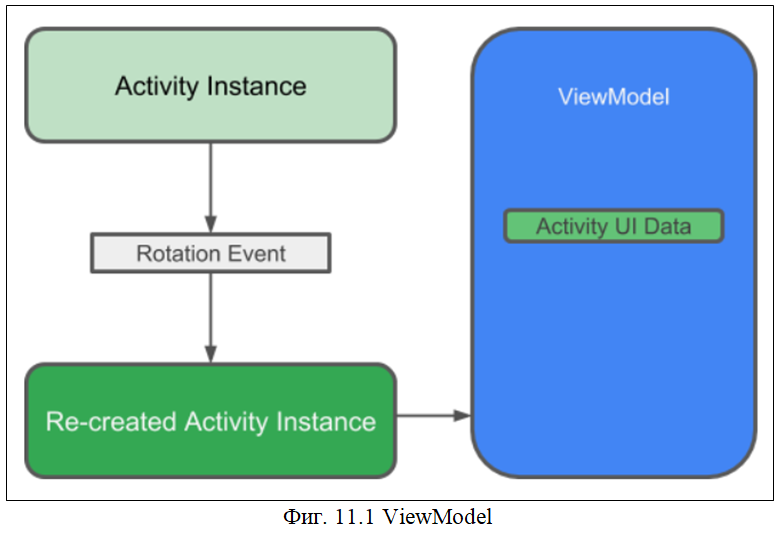 Activity Instance
ViewModel
Activity UI Data
Rotation Event
Re-created Activity Instance
Фиг. 11.1 ViewModel